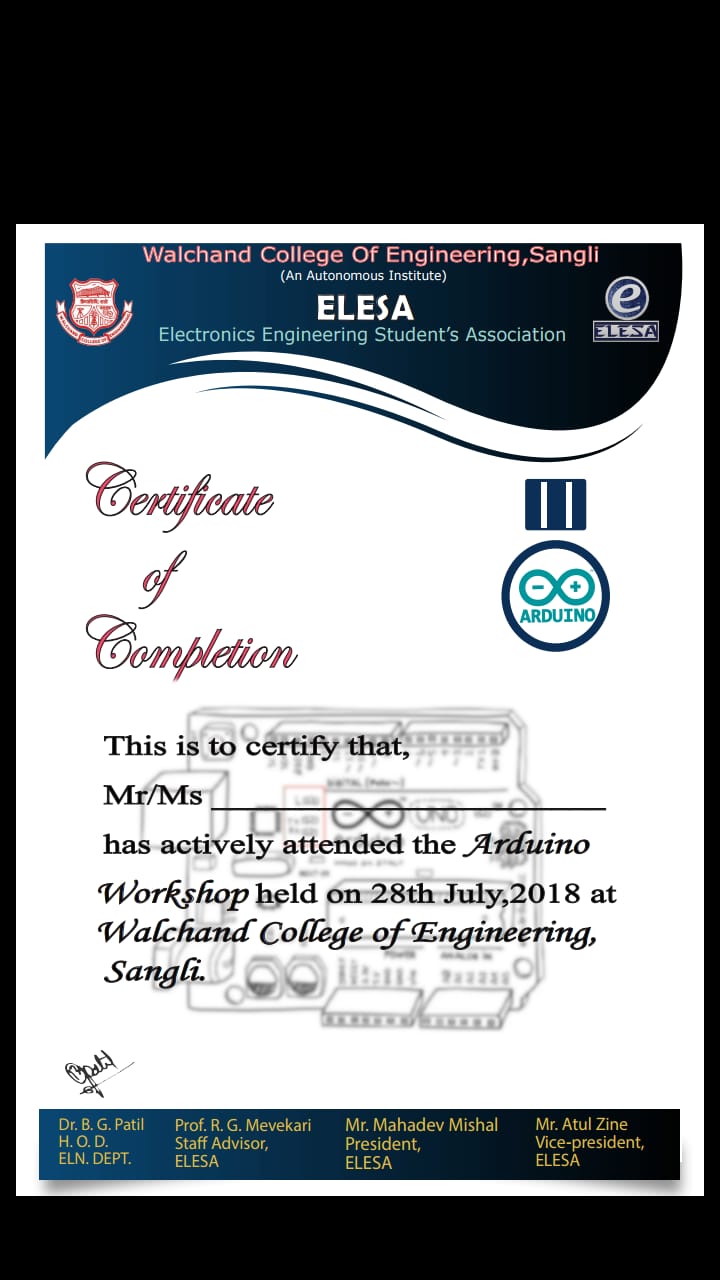 Walchand College Of Engineering,Sangli
(An Autonomous Institute)
ELESA
Electronics Engineering Student's Association
WALCHAND COLLEGE OF
ELESA
Certificate
of
Completion
ARDUINO
This is to certify that,
Mr/Ms
has actively attended the Arduino
Workshop held on 28th July,2018 at
Walchand College of Engineering,
Sangli.
Dr. B. G. Patil
H. O. D.
ELN. DEPT.
Prof. R. G. Mevekari
Staff Advisor,
ELESA
Mr. Mahadev Mishal
President,
ELESA
Mr. Atul Zine
Vice-president,
ELESA